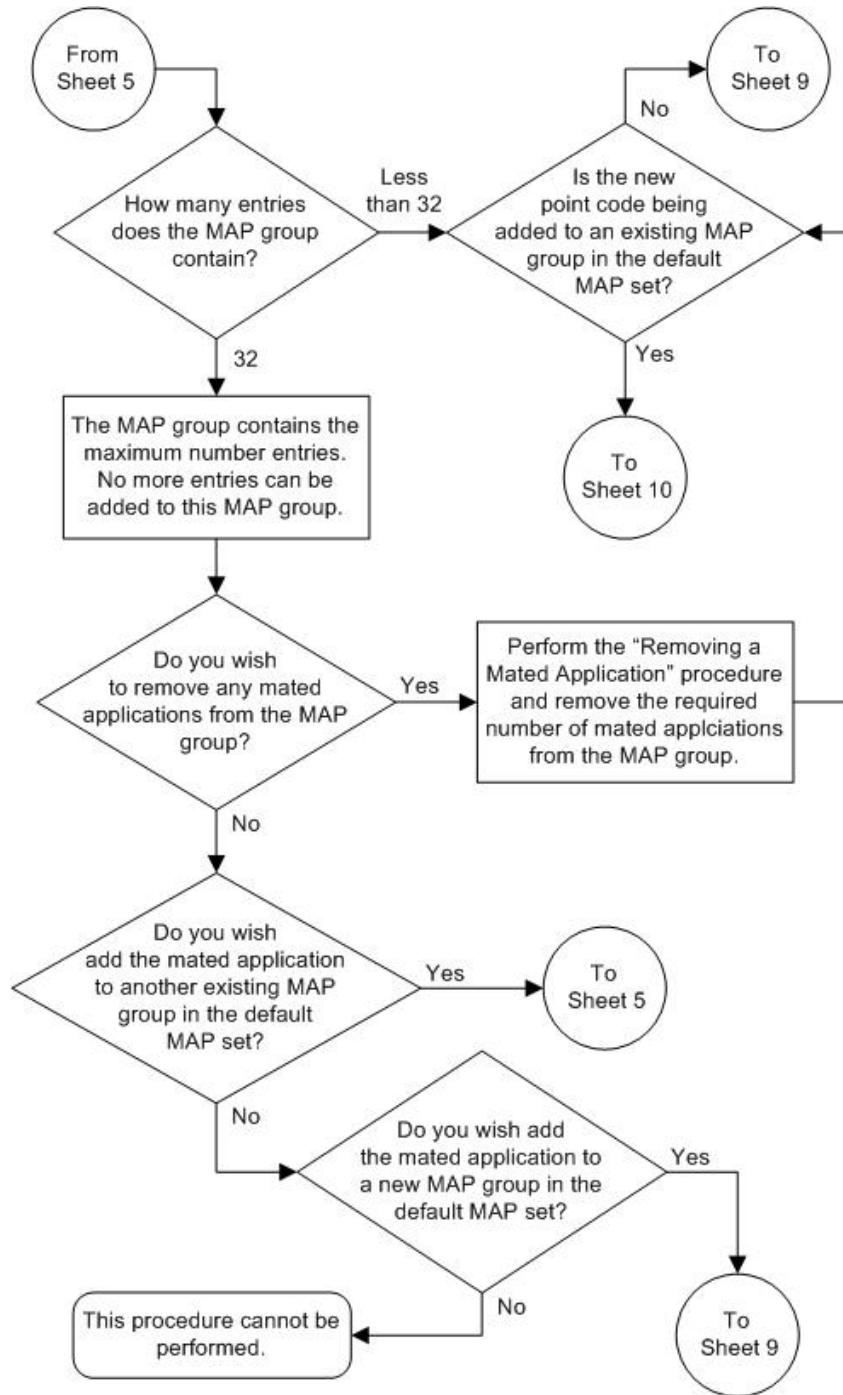 From
Sheet 5
To
Sheet 9
No
How many entries
does the MAP group
contain?
Less
than 32
Is the new
point code being
added to an existing MAP
group in the default
MAP set?
32
Yes
The MAP group contains the
maximum number entries.
No more entries can be
added to this MAP group.
To
Sheet 10
Do you wish
to remove any mated
applications from the MAP
group?
Yes
Perform the “Removing a
Mated Application” procedure
and remove the required
number of mated applciations
from the MAP group.
No
Do you wish
add the mated application
to another existing MAP
group in the default
MAP set?
Yes
To
Sheet 5
No
Do you wish add
the mated application to
a new MAP group in the
default MAP set?
Yes
No
This procedure cannot be
performed.
To
Sheet 9